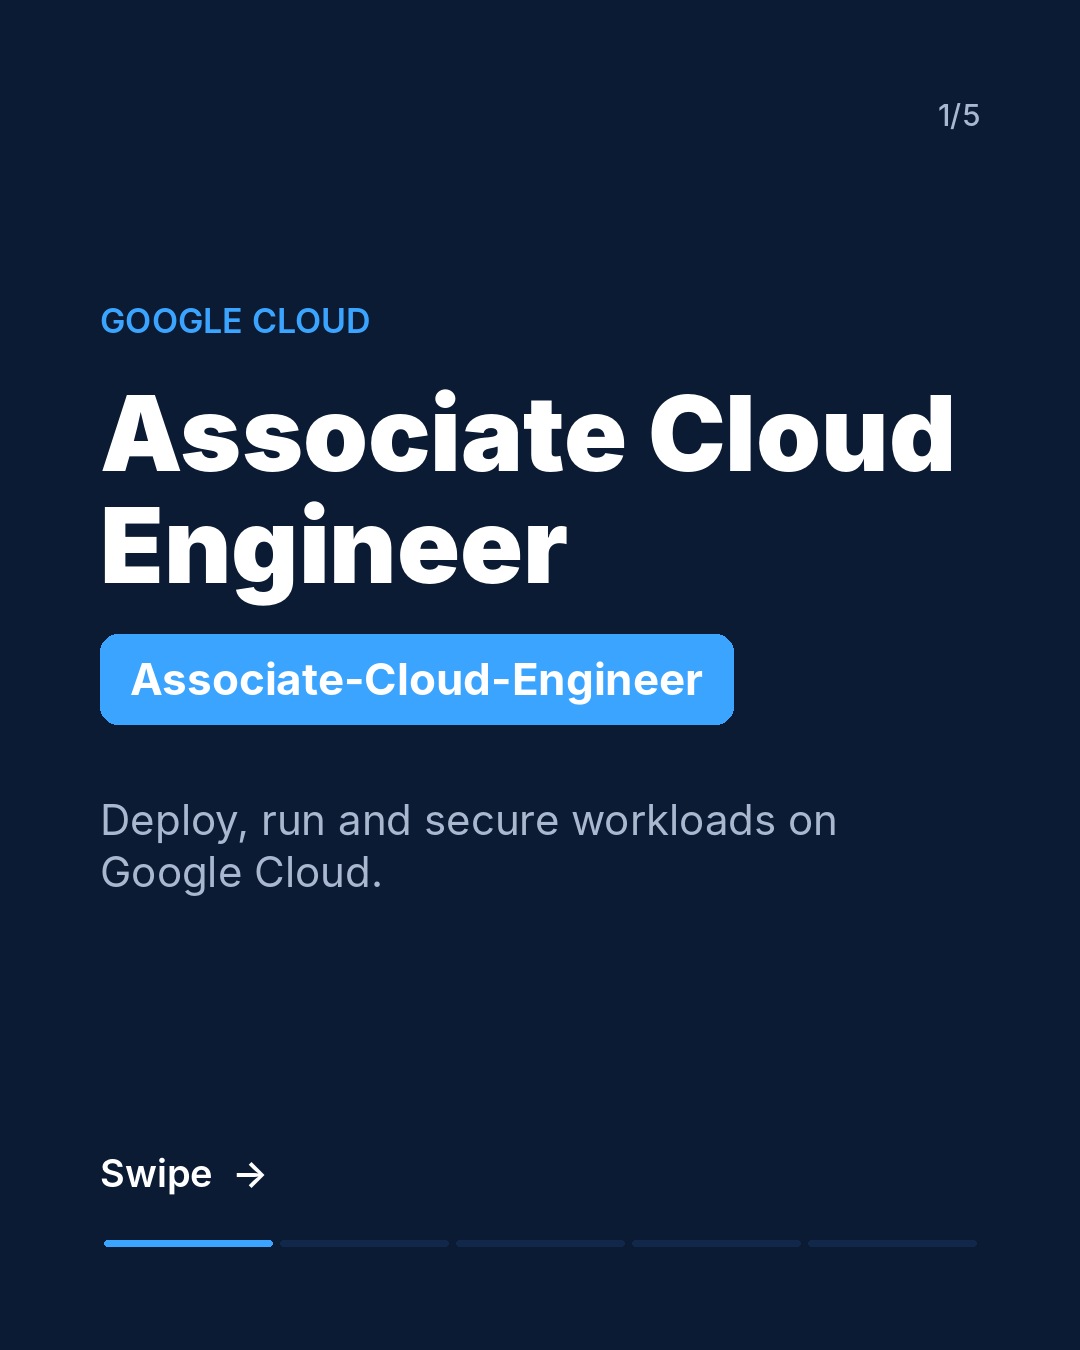 1/5
GOOGLE CLOUD
Associate Cloud
Engineer
Associate-Cloud-Engineer
Deploy, run and secure workloads on
Google Cloud.
Swipe →